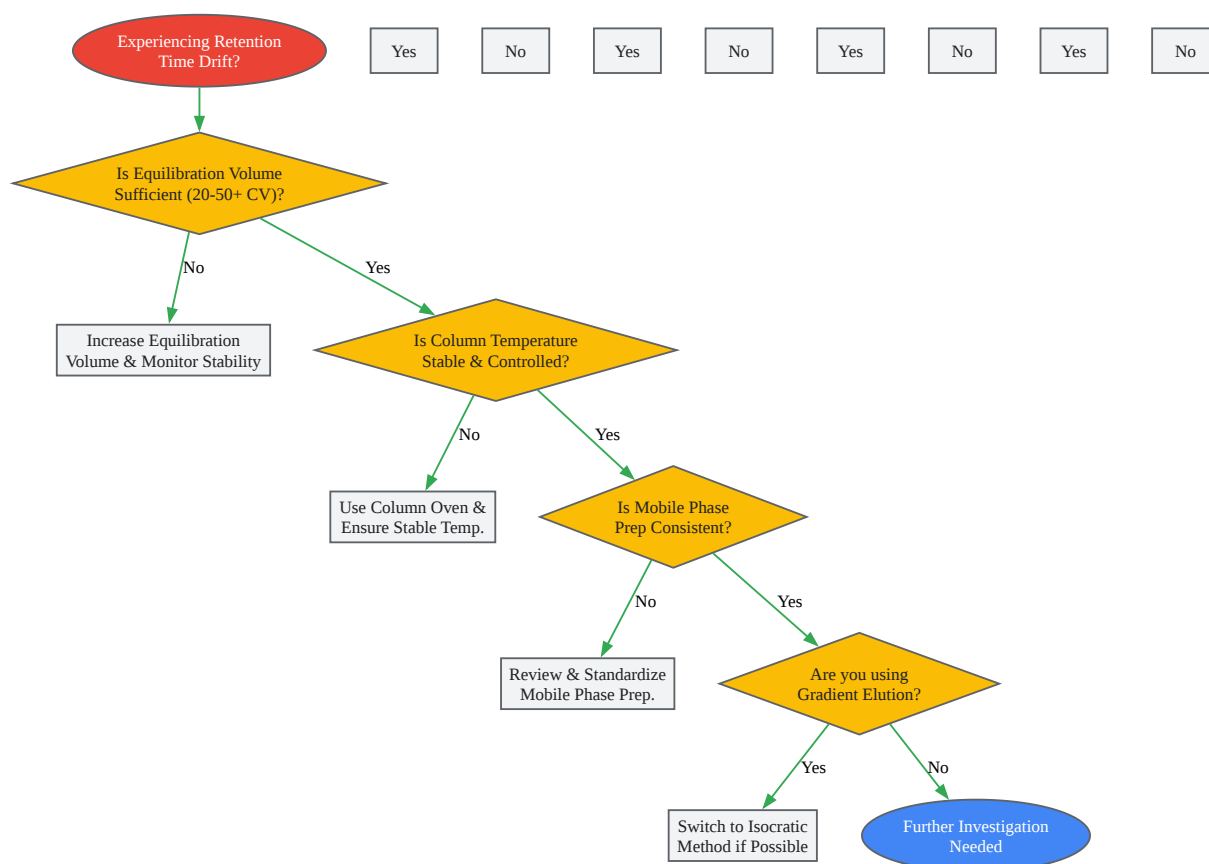 Experiencing Retention
Time Drift?
Yes
No
Yes
No
Yes
No
Yes
No
Is Equilibration Volume
Sufficient (20-50+ CV)?
No
Yes
Increase Equilibration
Volume & Monitor Stability
Is Column Temperature
Stable & Controlled?
No
Yes
Use Column Oven &
Ensure Stable Temp.
Is Mobile Phase
Prep Consistent?
No
Yes
Review & Standardize
Mobile Phase Prep.
Are you using
Gradient Elution?
Yes
No
Switch to Isocratic
Method if Possible
Further Investigation
Needed